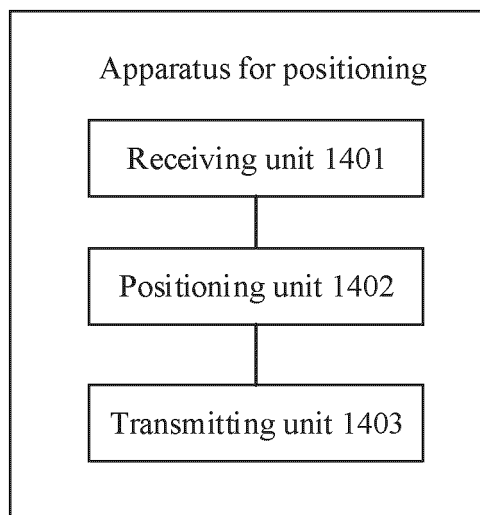 Apparatus for positioning
Receiving unit 1401
Positioning unit 1402
Transmitting unit 1403